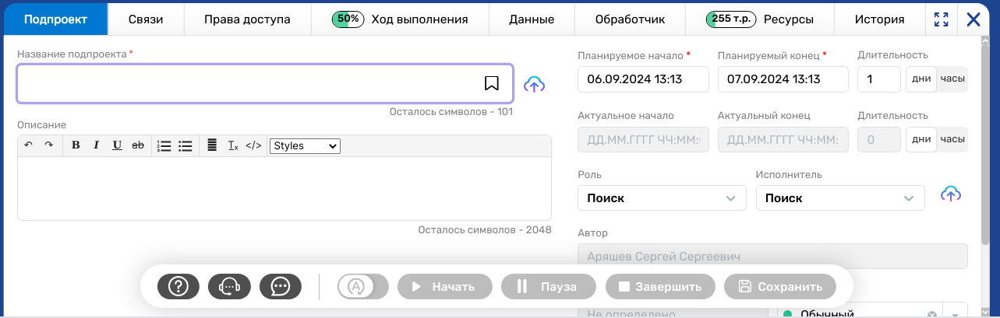 Подпроект Связи Права доступа 50% Ход выполнения Данные Обработчик 255 т.р. Ресурсы История
Название подпроекта *
Осталось символов - 101
Описание
B I U ab Tx </> Styles
Осталось символов - 2048
Планируемое начало * Планируемый конец * Длительность
06.09.2024 13:13 07.09.2024 13:13 1 дни часы
Актуальное начало Актуальный конец Длительность
ДД.ММ.ГГГГ ЧЧ:ММ: ДД.ММ.ГГГГ ЧЧ:ММ: 0 дни часы
Роль Исполнитель
Поиск Поиск
Автор
Аряшев Сергей Сергеевич
A Начать Пауза Завершить Сохранить
Не определено Обычный